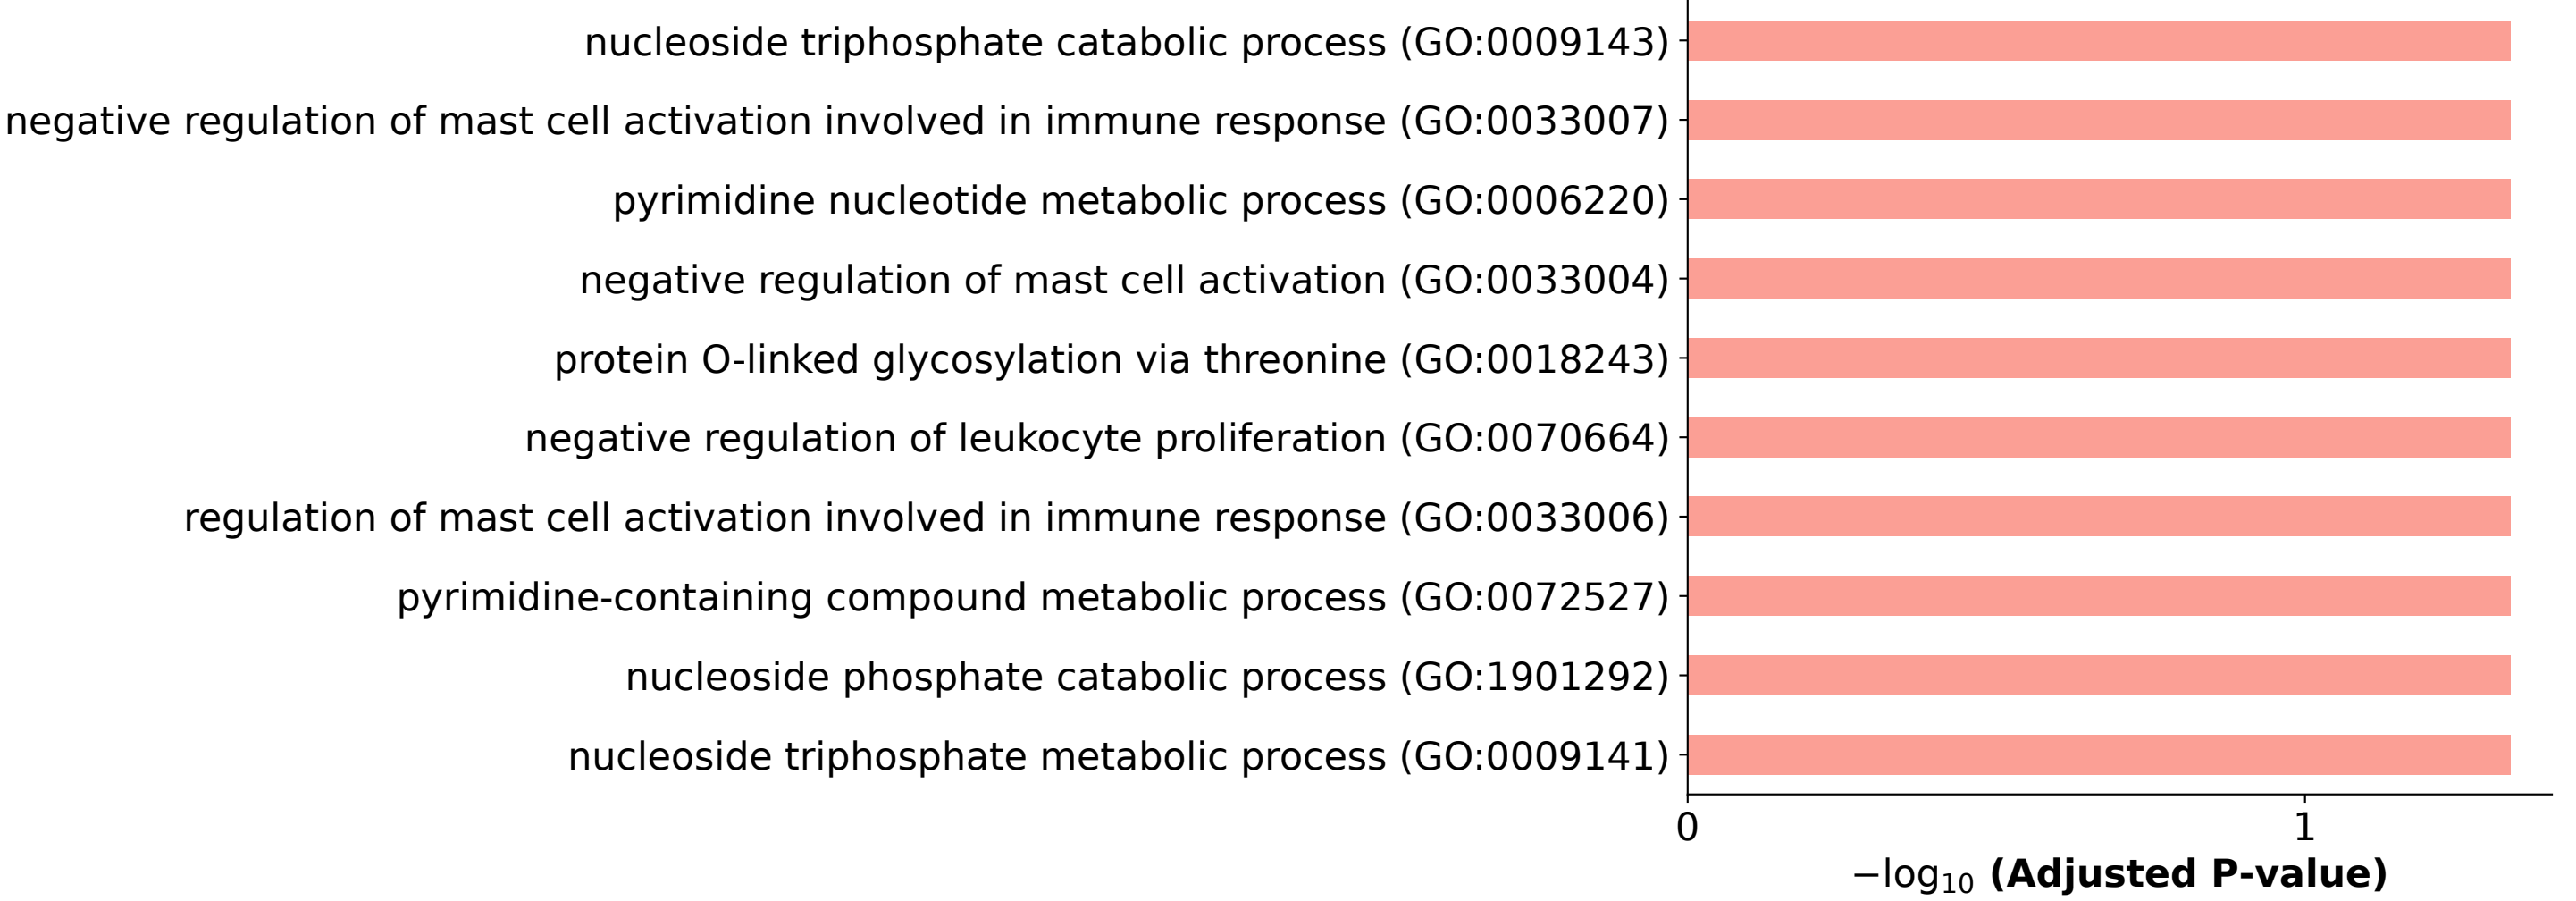 nucleoside triphosphate catabolic process (GO:0009143)
negative regulation of mast cell activation involved in immune response (GO:0033007)
pyrimidine nucleotide metabolic process (GO:0006220)
negative regulation of mast cell activation (GO:0033004)
protein O-linked glycosylation via threonine (GO:0018243)
negative regulation of leukocyte proliferation (GO:0070664)
regulation of mast cell activation involved in immune response (GO:0033006)
pyrimidine-containing compound metabolic process (GO:0072527)
nucleoside phosphate catabolic process (GO:1901292)
nucleoside triphosphate metabolic process (GO:0009141)
0 1
−log₁₀ (Adjusted P-value)